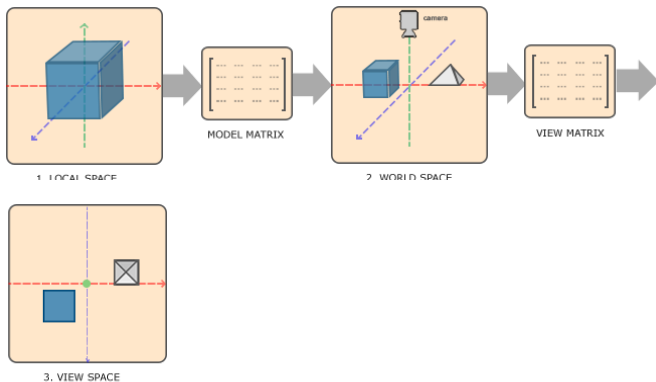 camera
MODEL MATRIX
VIEW MATRIX
1. LOCAL SPACE
2. WORLD SPACE
3. VIEW SPACE